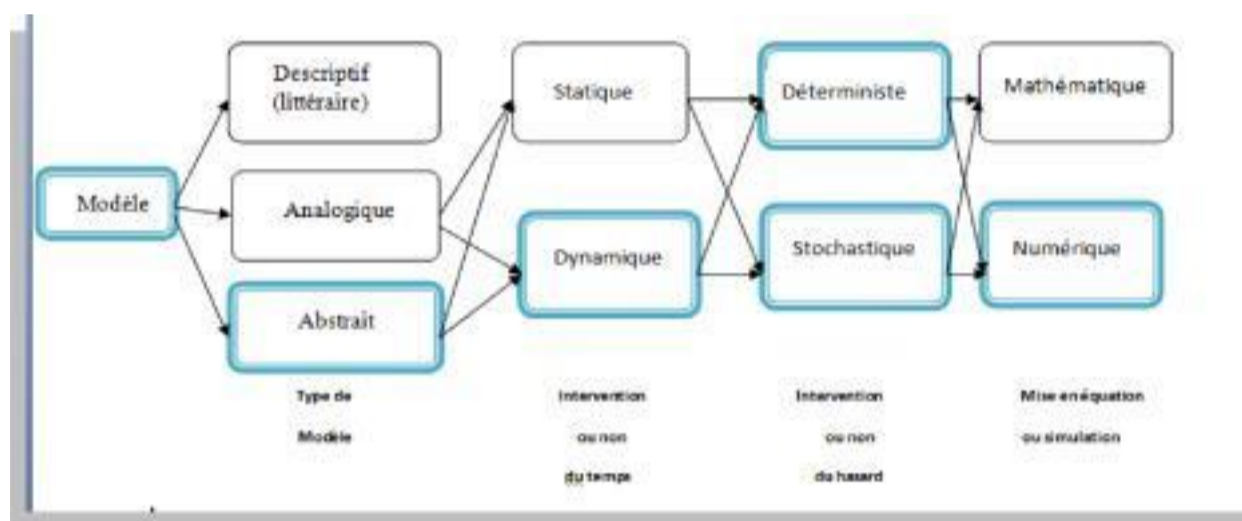 Descriptif
(littéraire)
Statique
Déterministe
Mathématique
Modèle
Analogique
Dynamique
Stochastique
Numérique
Abstrait
Type de
Modèle
Intervention
ou non
du temps
Intervention
ou non
du hasard
Mise en équation
ou simulation